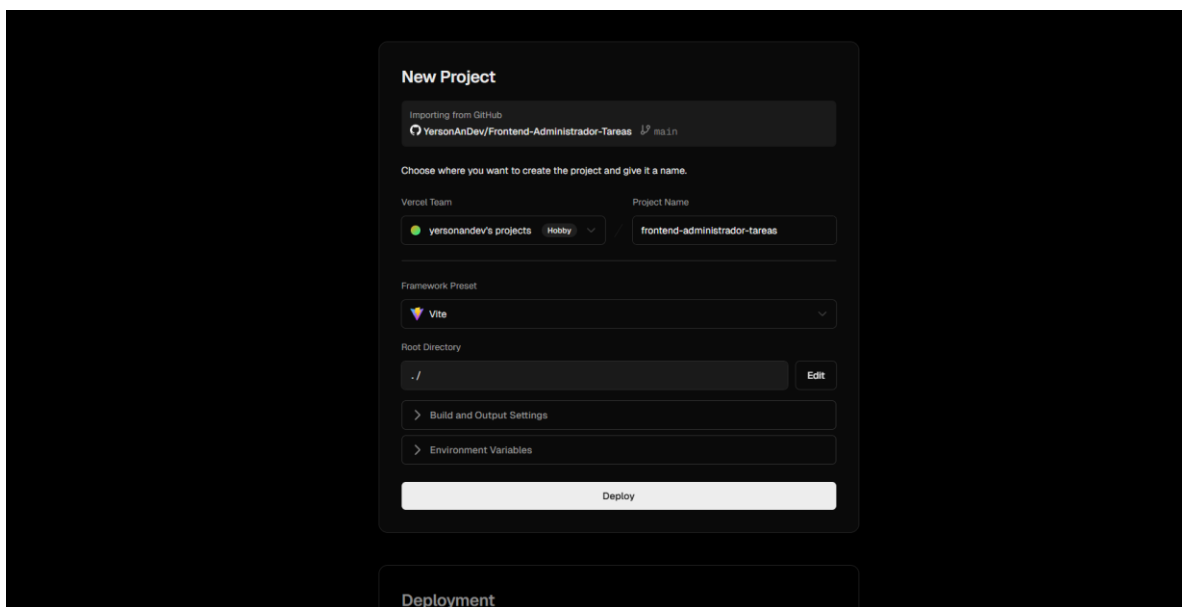 New Project
Importing from GitHub
YersonAnDev/Frontend-Administrador-Tareas main
Choose where you want to create the project and give it a name.
Vercel Team Project Name
yersonandev's projects Hobby / frontend-administrador-tareas
Framework Preset
Vite
Root Directory
./ Edit
Build and Output Settings
Environment Variables
Deploy
Deployment